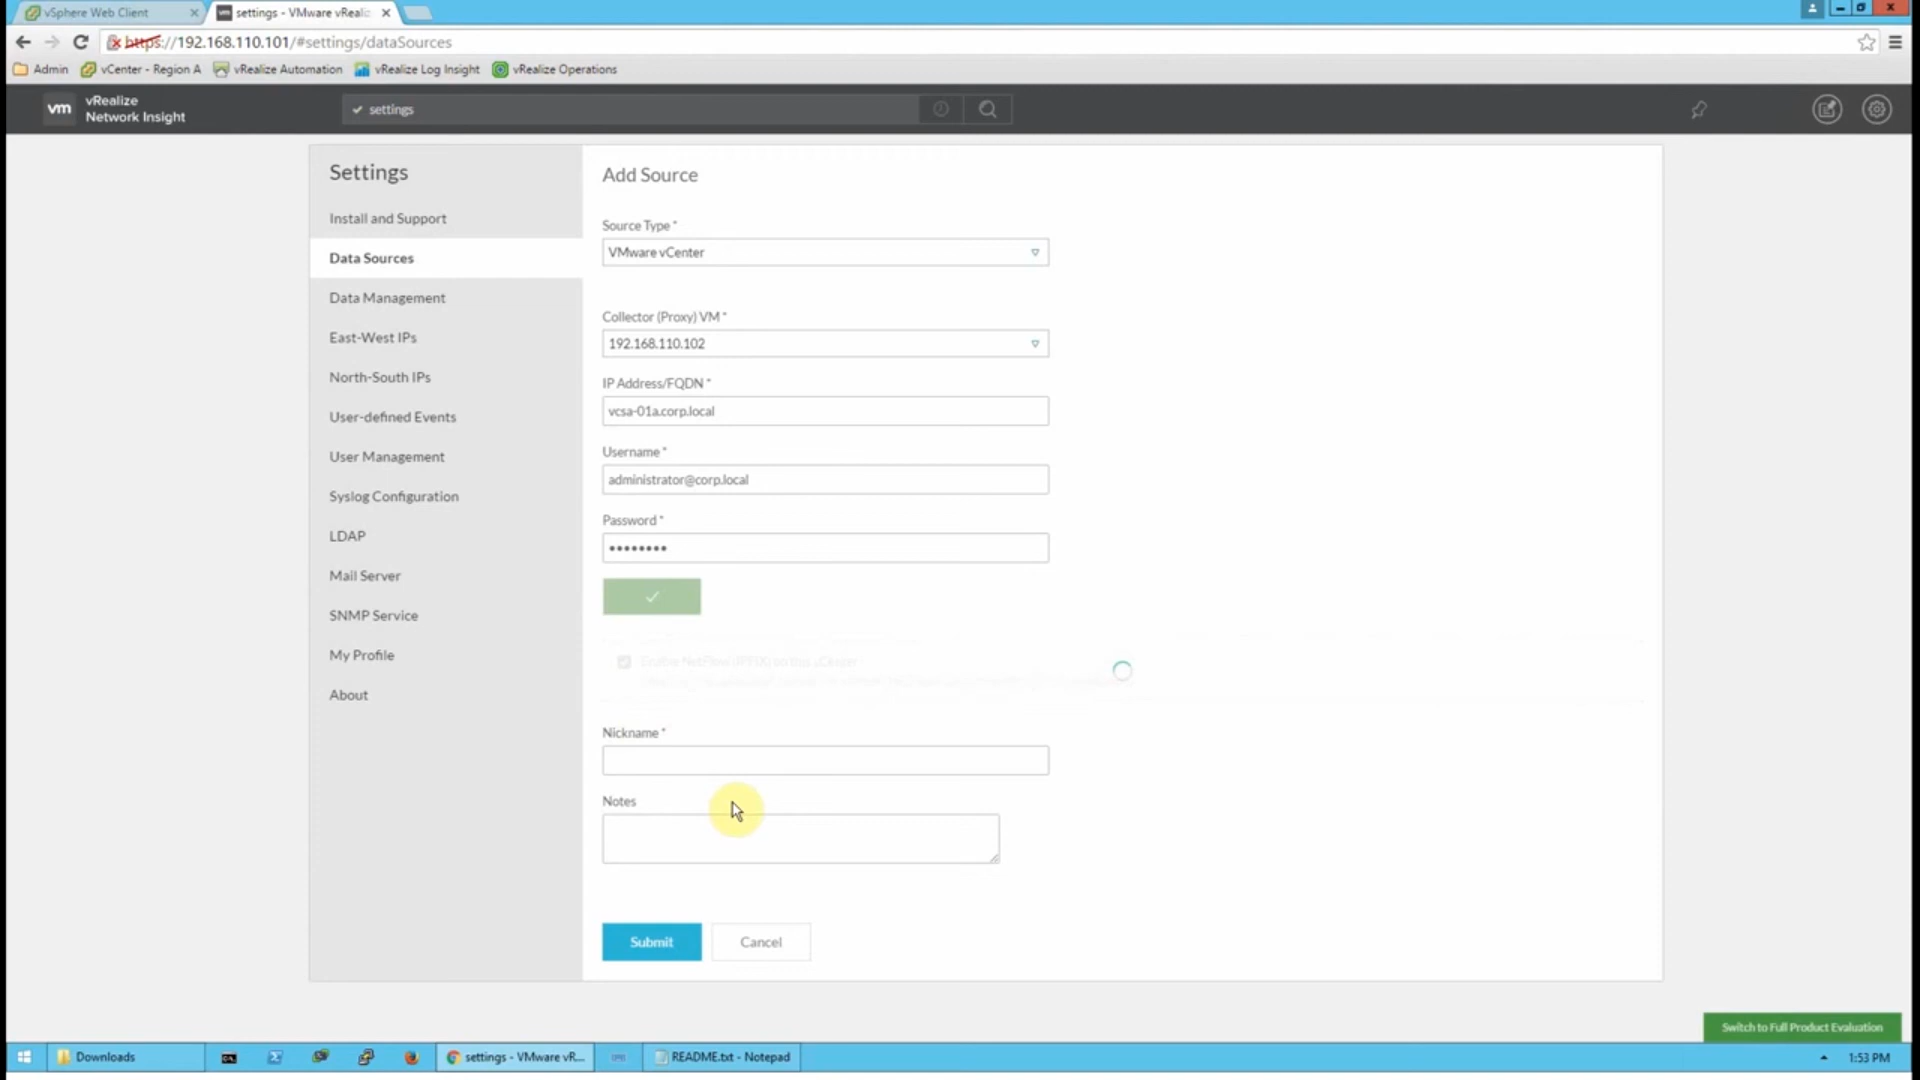 vSphere Web Client
settings - VMware vRealiz
https://192.168.110.101/#settings/dataSources
Admin
vCenter - Region A
vRealize Automation
vRealize Log Insight
vRealize Operations
vm
vRealize
Network Insight
settings
Settings
Install and Support
Data Sources
Data Management
East-West IPs
North-South IPs
User-defined Events
User Management
Syslog Configuration
LDAP
Mail Server
SNMP Service
My Profile
About
Add Source
Source Type *
VMware vCenter
Collector (Proxy) VM *
192.168.110.102
IP Address/FQDN *
vcsa-01a.corp.local
Username *
administrator@corp.local
Password *
••••••••
Enable NetFlow (IPFIX) on this vCenter
Nickname *
Notes
Submit
Cancel
Switch to Full Product Evaluation
Downloads
settings - VMware vR...
README.txt - Notepad
1:53 PM